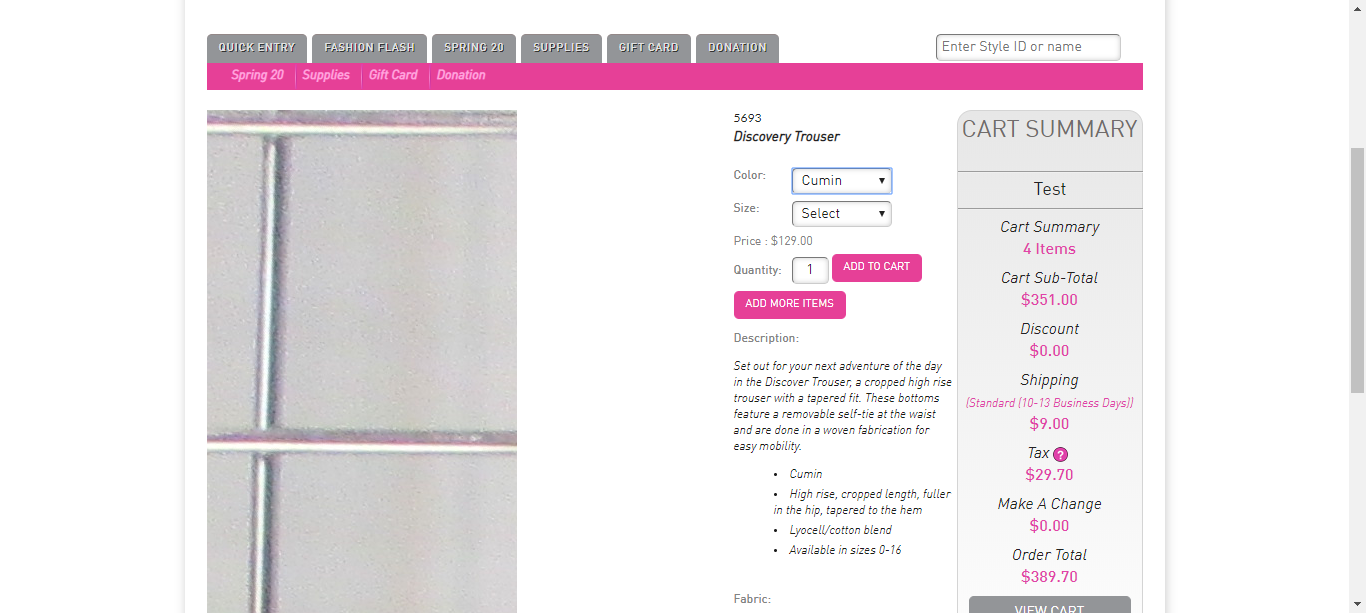 QUICK ENTRY
FASHION FLASH
SPRING 20
SUPPLIES
GIFT CARD
DONATION
Enter Style ID or name
Spring 20
Supplies
Gift Card
Donation
5693
Discovery Trouser
Color:
Cumin
Size:
Select
Price : $129.00
Quantity:
1
ADD TO CART
ADD MORE ITEMS
Description:
Set out for your next adventure of the day
in the Discover Trouser, a cropped high rise
trouser with a tapered fit. These bottoms
feature a removable self-tie at the waist
and are done in a woven fabrication for
easy mobility.
• Cumin
• High rise, cropped length, fuller
in the hip, tapered to the hem
• Lyocell/cotton blend
• Available in sizes 0-16
Fabric:
CART SUMMARY
Test
Cart Summary
4 Items
Cart Sub-Total
$351.00
Discount
$0.00
Shipping
(Standard (10-13 Business Days))
$9.00
Tax ?
$29.70
Make A Change
$0.00
Order Total
$389.70
VIEW CART